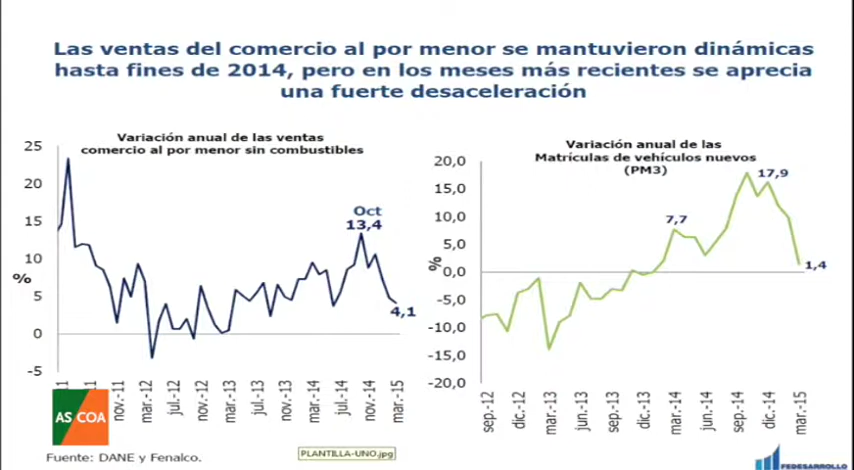 Las ventas del comercio al por menor se mantuvieron dinámicas
hasta fines de 2014, pero en los meses más recientes se aprecia
una fuerte desaceleración
Variación anual de las ventas
comercio al por menor sin combustibles
25
20
15
10
5
0
-5
%
Oct
13,4
4,1
11
11
nov.-11
mar.-12
jul.-12
nov.-12
mar.-13
jul.-13
nov.-13
mar.-14
jul.-14
nov.-14
mar.-15
Variación anual de las
Matrículas de vehículos nuevos
(PM3)
20,0
15,0
10,0
5,0
0,0
-5,0
-10,0
-15,0
-20,0
%
7,7
17,9
1,4
sep.-12
dic.-12
mar.-13
jun.-13
sep.-13
dic.-13
mar.-14
jun.-14
sep.-14
dic.-14
mar.-15
AS COA
Fuente: DANE y Fenalco.
PLANTILLA-UNO.jpg
FEDESARROLLO